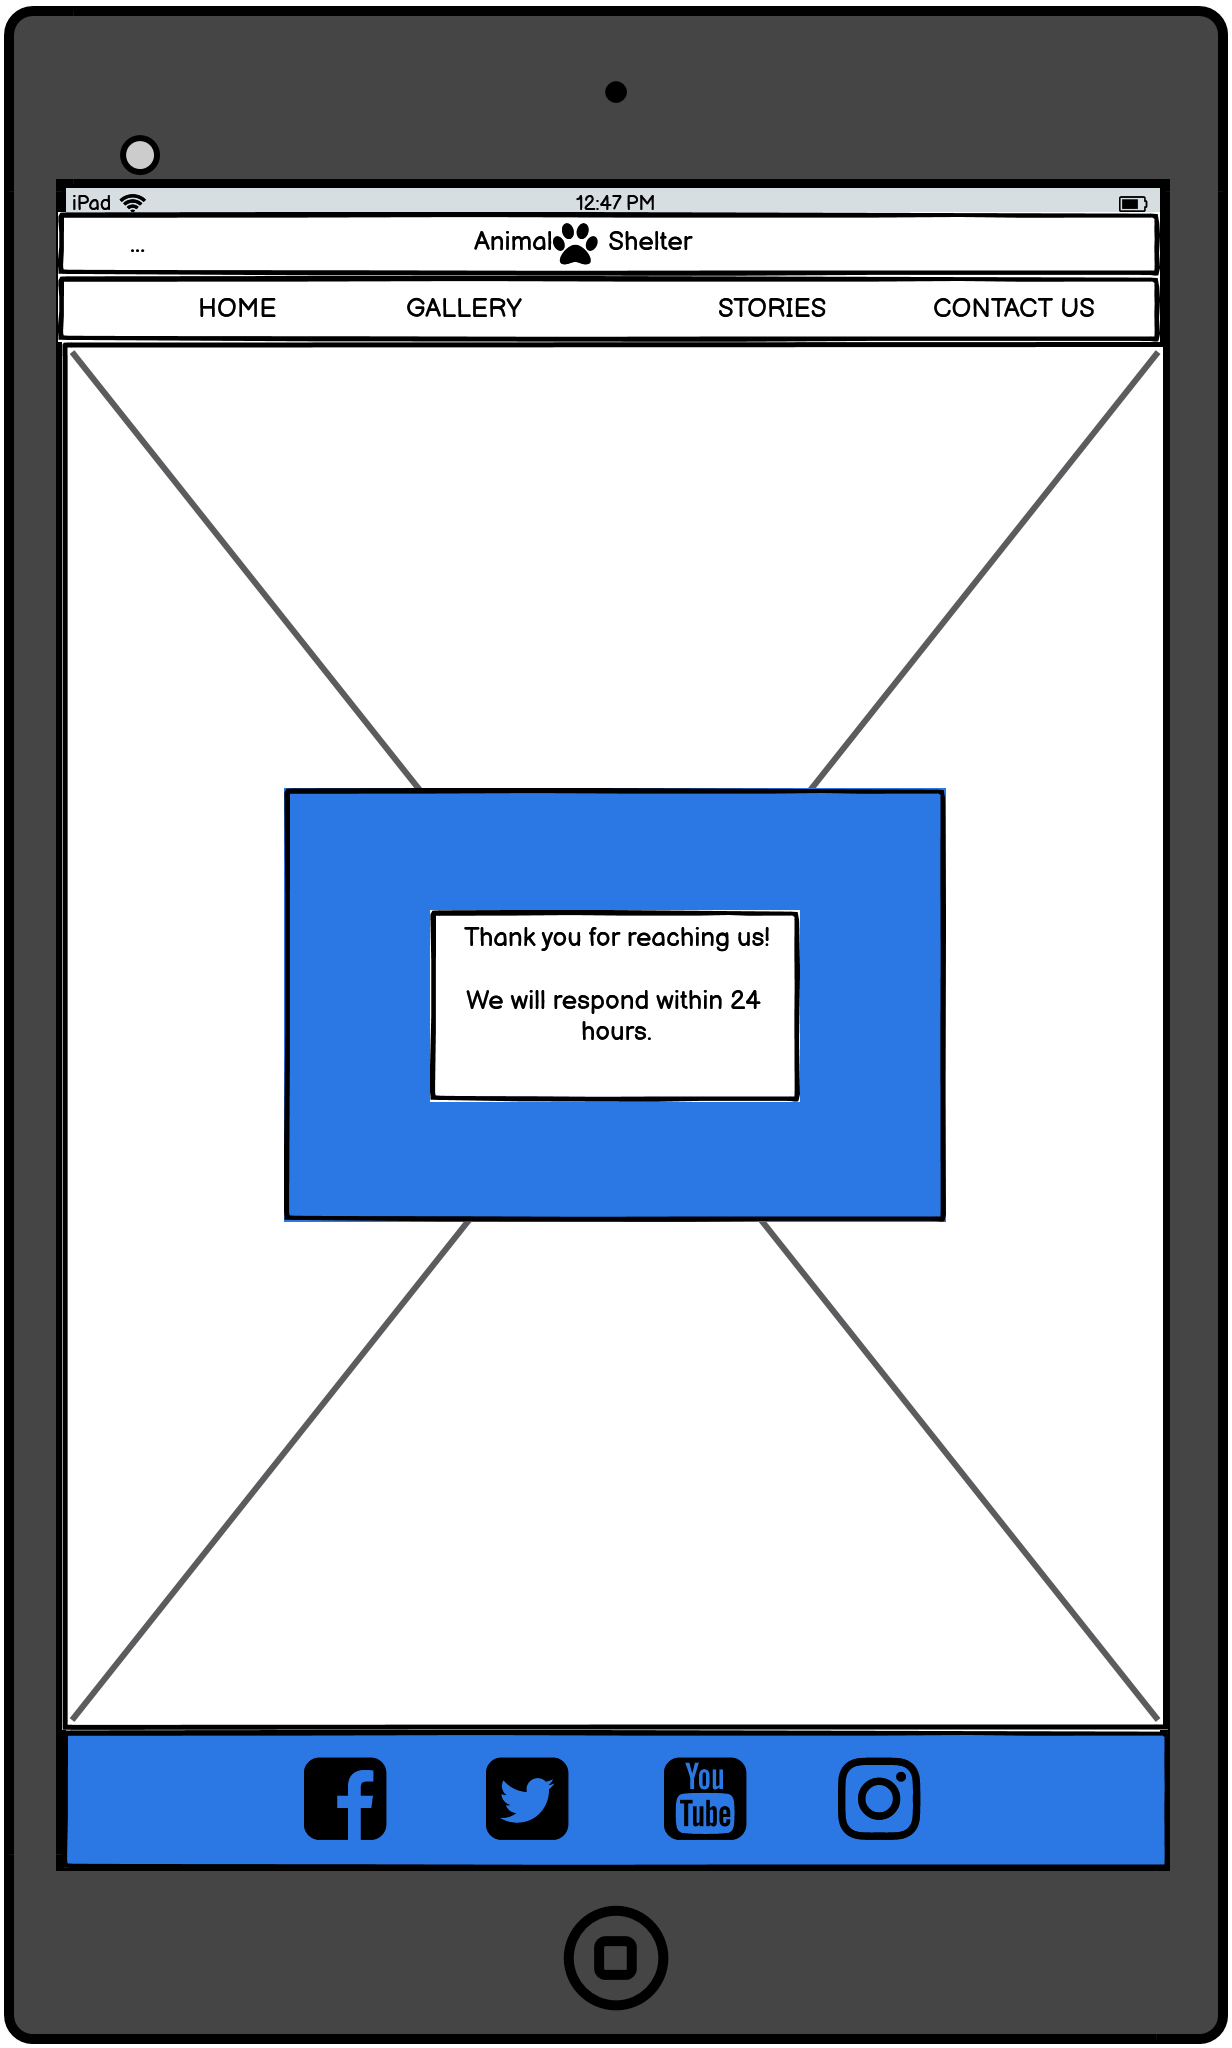 iPad 12:47 PM
... Animal Shelter
HOME GALLERY STORIES CONTACT US
Thank you for reaching us!
We will respond within 24
hours.
You
Tube